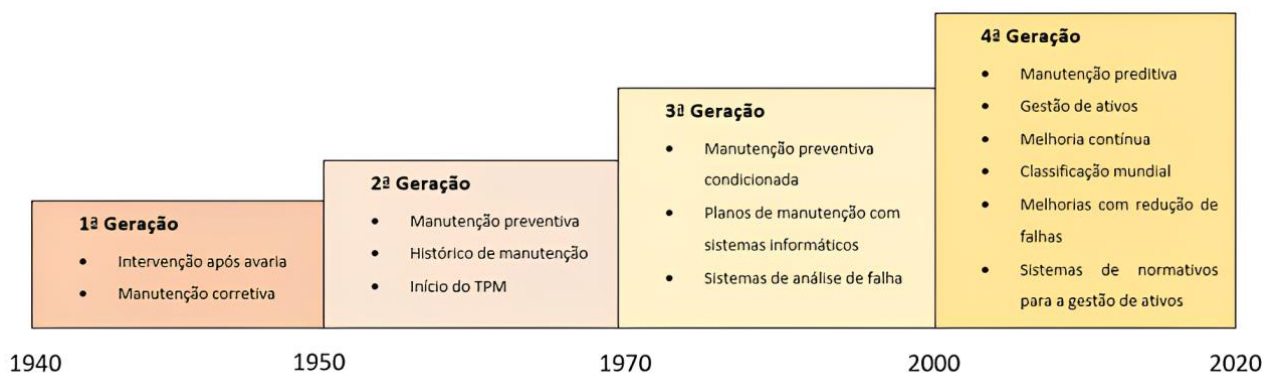 1ª Geração
• Intervenção após avaria
• Manutenção corretiva
2ª Geração
• Manutenção preventiva
• Histórico de manutenção
• Início do TPM
3ª Geração
• Manutenção preventiva
condicionada
• Planos de manutenção com
sistemas informáticos
• Sistemas de análise de falha
4ª Geração
• Manutenção preditiva
• Gestão de ativos
• Melhoria contínua
• Classificação mundial
• Melhorias com redução de
falhas
• Sistemas de normativos
para a gestão de ativos
1940
1950
1970
2000
2020